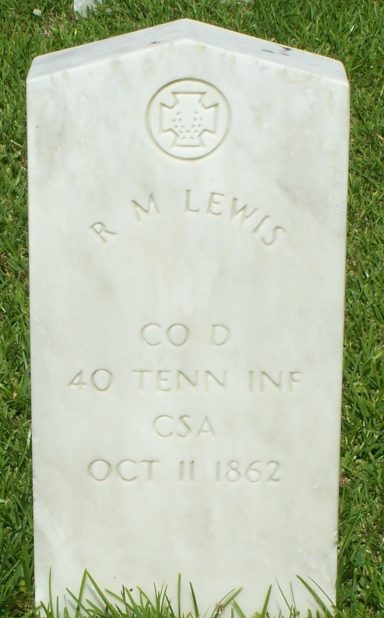 R M LEWIS
CO D
40 TENN INF
CSA
OCT 11 1862